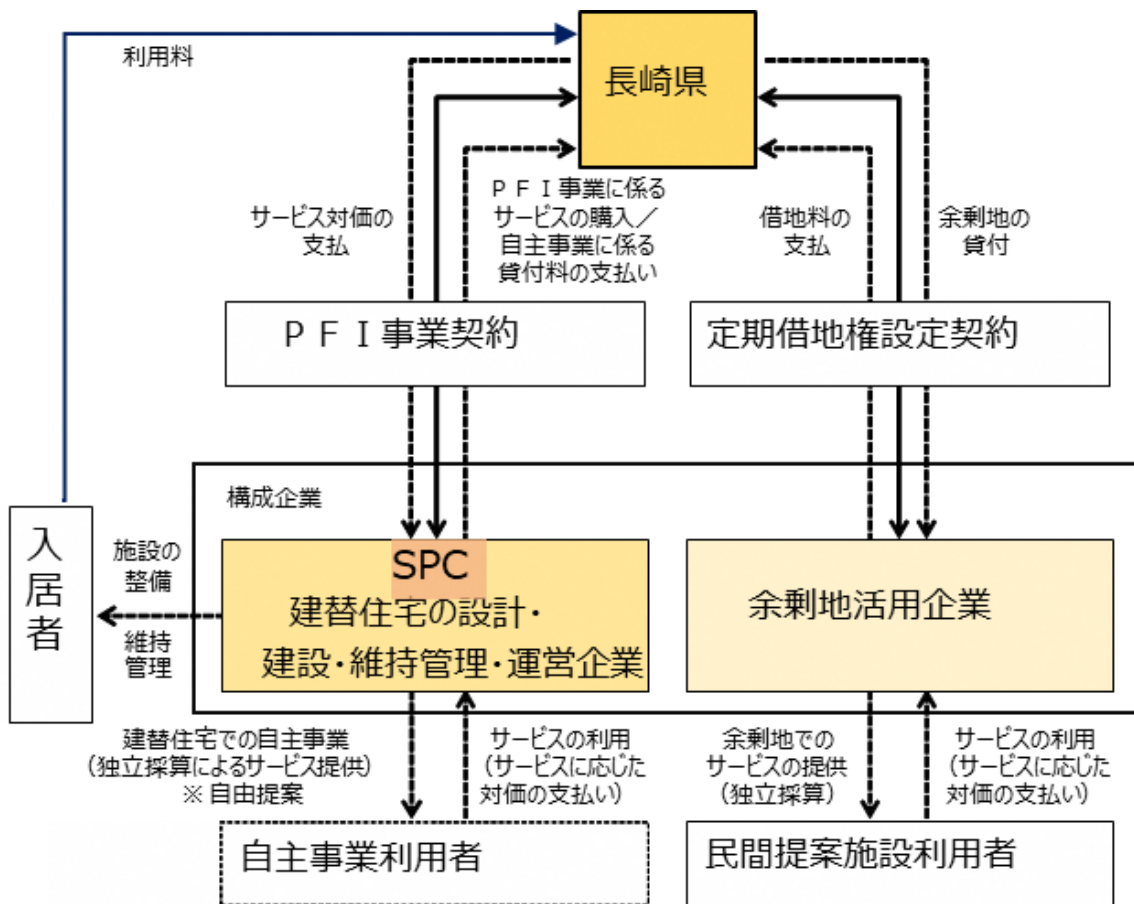 利用料
長崎県
サービス対価の
支払
ＰＦＩ事業に係る
サービスの購入／
自主事業に係る
貸付料の支払い
借地料の
支払
余剰地の
貸付
ＰＦＩ事業契約
定期借地権設定契約
構成企業
入居者
施設の
整備
維持
管理
SPC
建替住宅の設計・
建設・維持管理・運営企業
余剰地活用企業
建替住宅での自主事業
（独立採算によるサービス提供）
※自由提案
サービスの利用
（サービスに応じた
対価の支払い）
余剰地での
サービスの提供
（独立採算）
サービスの利用
（サービスに応じた
対価の支払い）
自主事業利用者
民間提案施設利用者